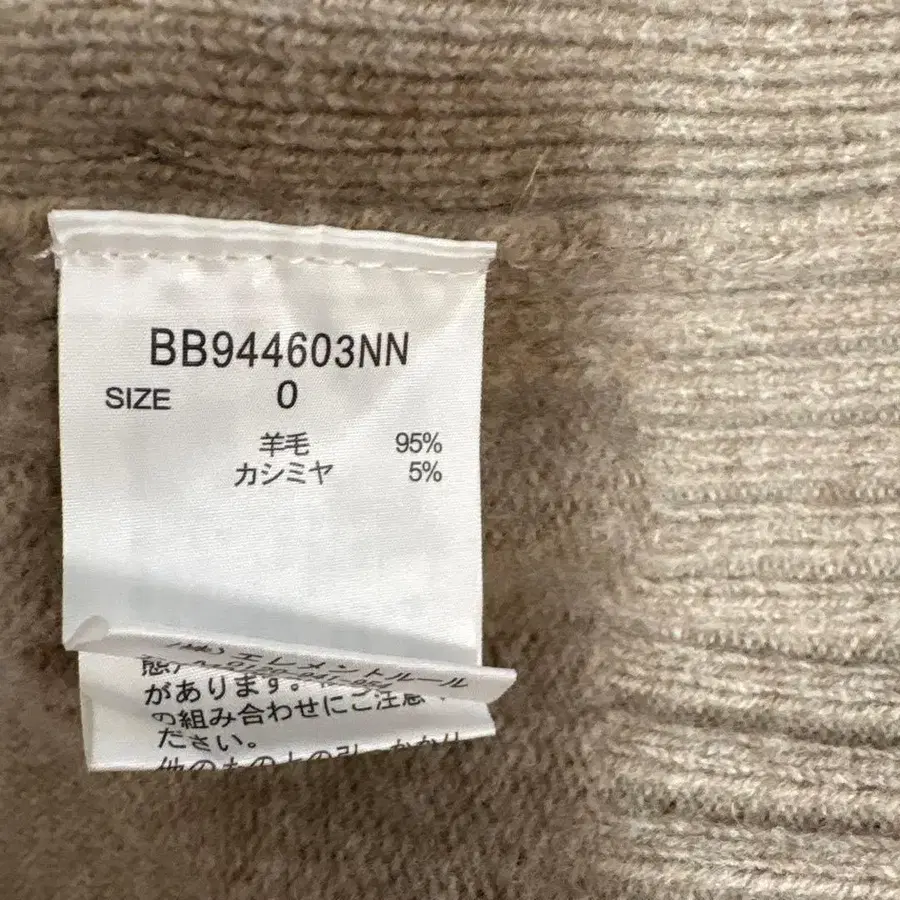 BB944603NN
SIZE 0
羊毛 95%
カシミヤ 5%
エレメントルール
があります。
の組み合わせにご注意
ださい。